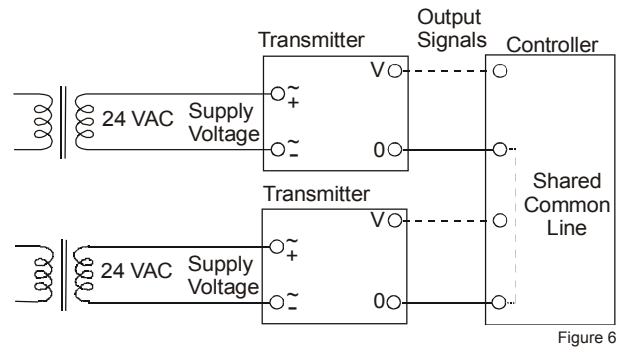 Output
Signals
Transmitter
Controller
V
24 VAC
Supply
Voltage
~
+
~
-
0
Shared
Common
Line
Transmitter
V
24 VAC
Supply
Voltage
~
+
~
-
0
Figure 6